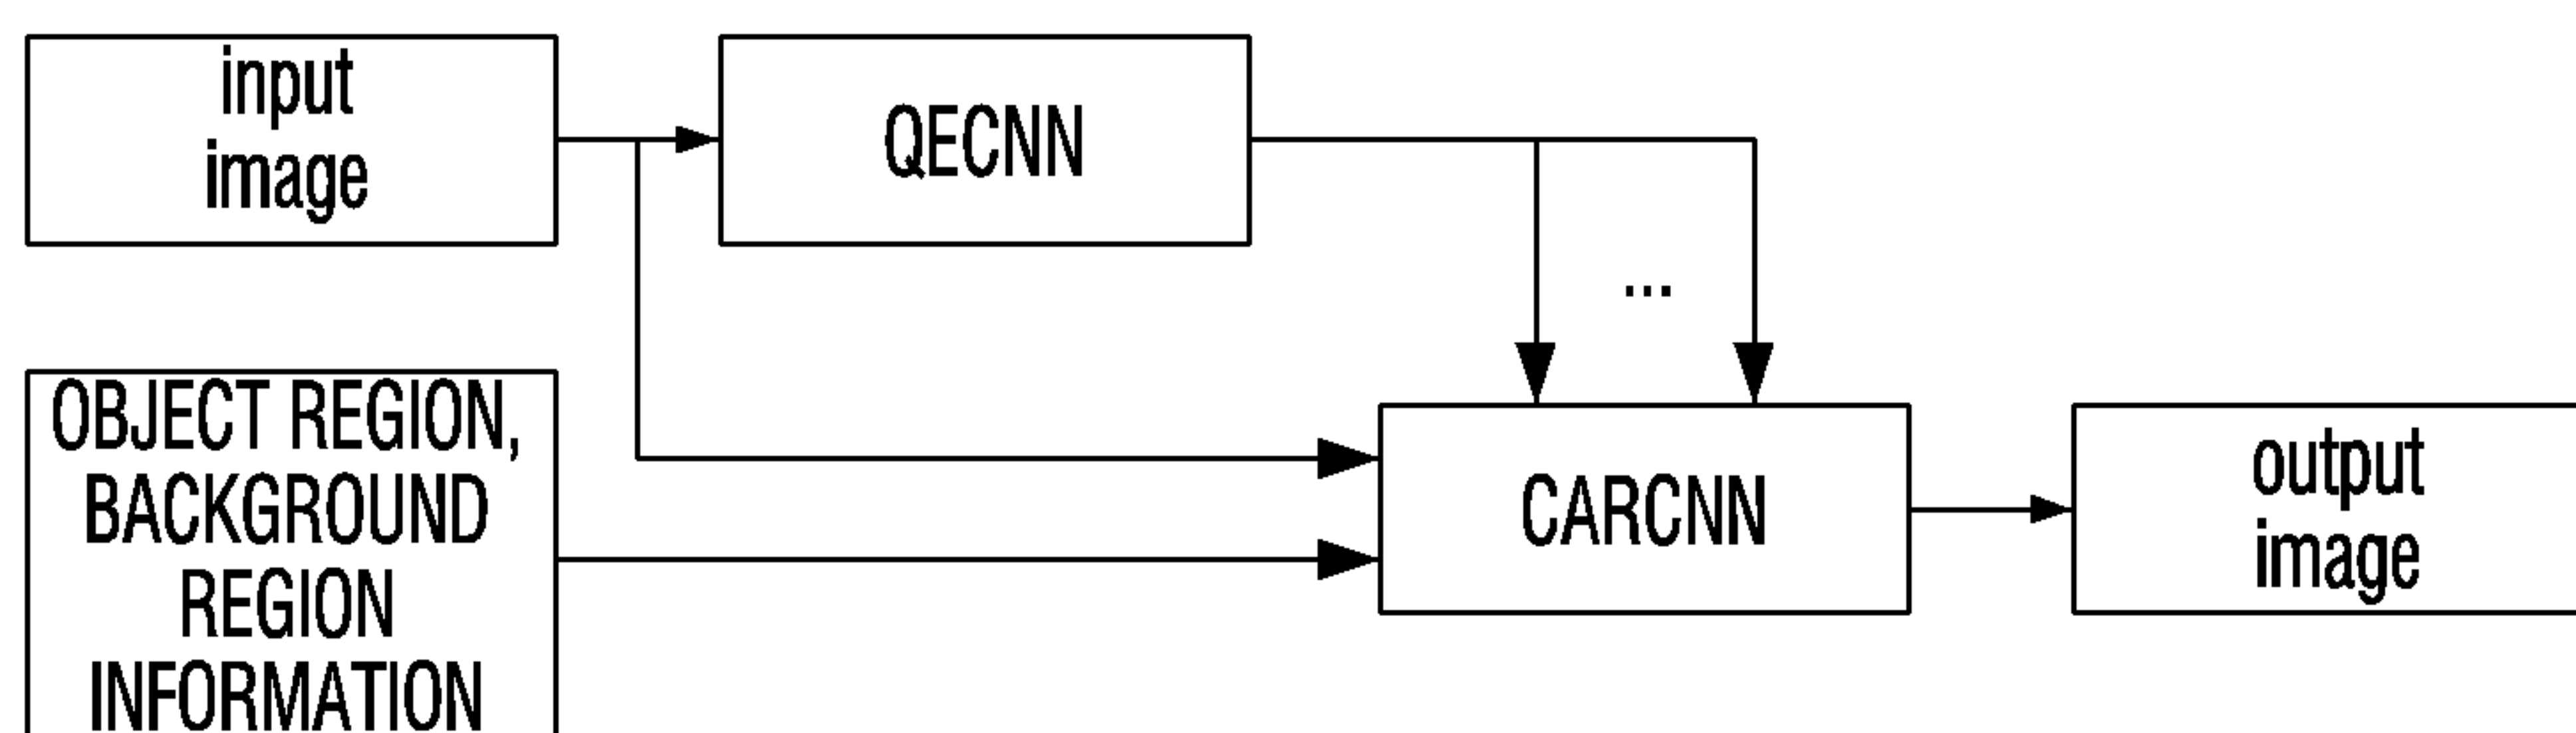 input
image
QECNN
...
OBJECT REGION,
BACKGROUND
REGION
INFORMATION
CARCNN
output
image